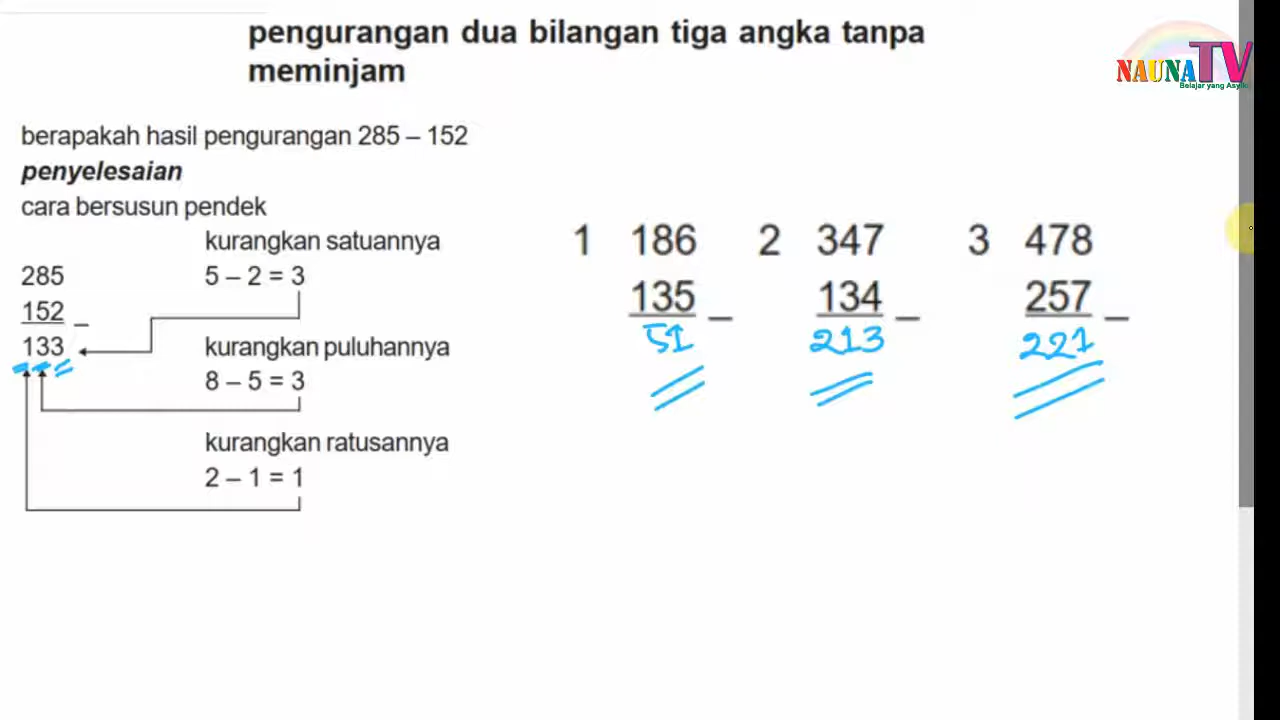 pengurangan dua bilangan tiga angka tanpa
meminjam
NAUNA TV
Belajar yang Asyik
berapakah hasil pengurangan 285 – 152
penyelesaian
cara bersusun pendek
kurangkan satuannya
285
5 – 2 = 3
152 –
133
kurangkan puluhannya
8 – 5 = 3
kurangkan ratusannya
2 – 1 = 1
1 186 2 347 3 478
135 – 134 – 257 –
51 213 221